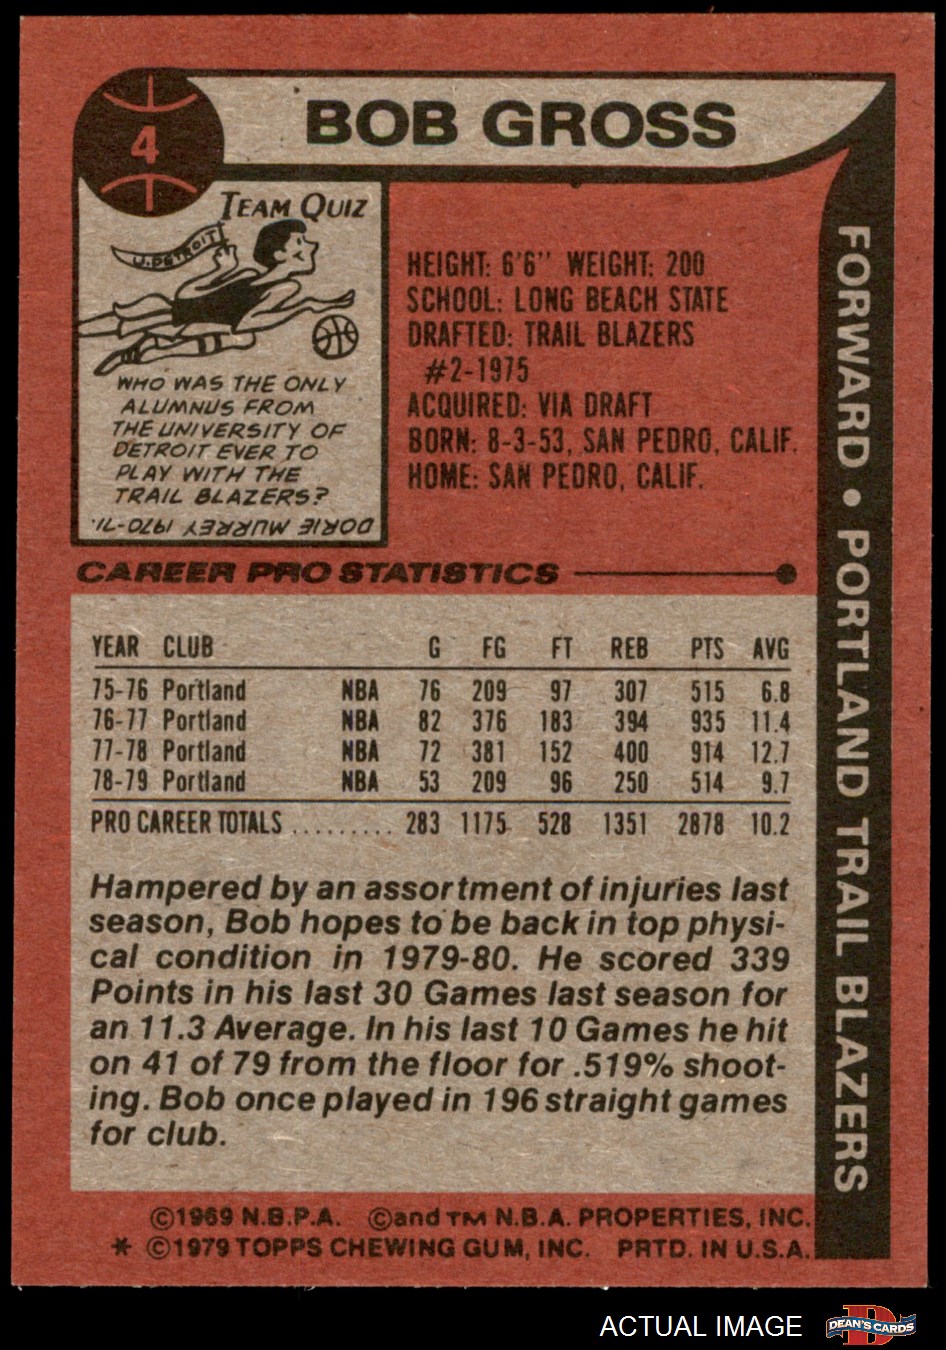 4
BOB GROSS
TEAM QUIZ
U. DETROIT
WHO WAS THE ONLY
ALUMNUS FROM
THE UNIVERSITY OF
DETROIT EVER TO
PLAY WITH THE
TRAIL BLAZERS?
DORIE MURREY 1970-71.
HEIGHT: 6'6" WEIGHT: 200
SCHOOL: LONG BEACH STATE
DRAFTED: TRAIL BLAZERS
#2-1975
ACQUIRED: VIA DRAFT
BORN: 8-3-53, SAN PEDRO, CALIF.
HOME: SAN PEDRO, CALIF.
FORWARD • PORTLAND TRAIL BLAZERS
CAREER PRO STATISTICS
YEAR CLUB G FG FT REB PTS AVG
75-76 Portland NBA 76 209 97 307 515 6.8
76-77 Portland NBA 82 376 183 394 935 11.4
77-78 Portland NBA 72 381 152 400 914 12.7
78-79 Portland NBA 53 209 96 250 514 9.7
PRO CAREER TOTALS ......... 283 1175 528 1351 2878 10.2
Hampered by an assortment of injuries last
season, Bob hopes to be back in top physi-
cal condition in 1979-80. He scored 339
Points in his last 30 Games last season for
an 11.3 Average. In his last 10 Games he hit
on 41 of 79 from the floor for .519% shoot-
ing. Bob once played in 196 straight games
for club.
©1969 N.B.P.A. ©and TM N.B.A. PROPERTIES, INC.
* ©1979 TOPPS CHEWING GUM, INC. PRTD. IN U.S.A.
ACTUAL IMAGE
DEAN'S CARDS